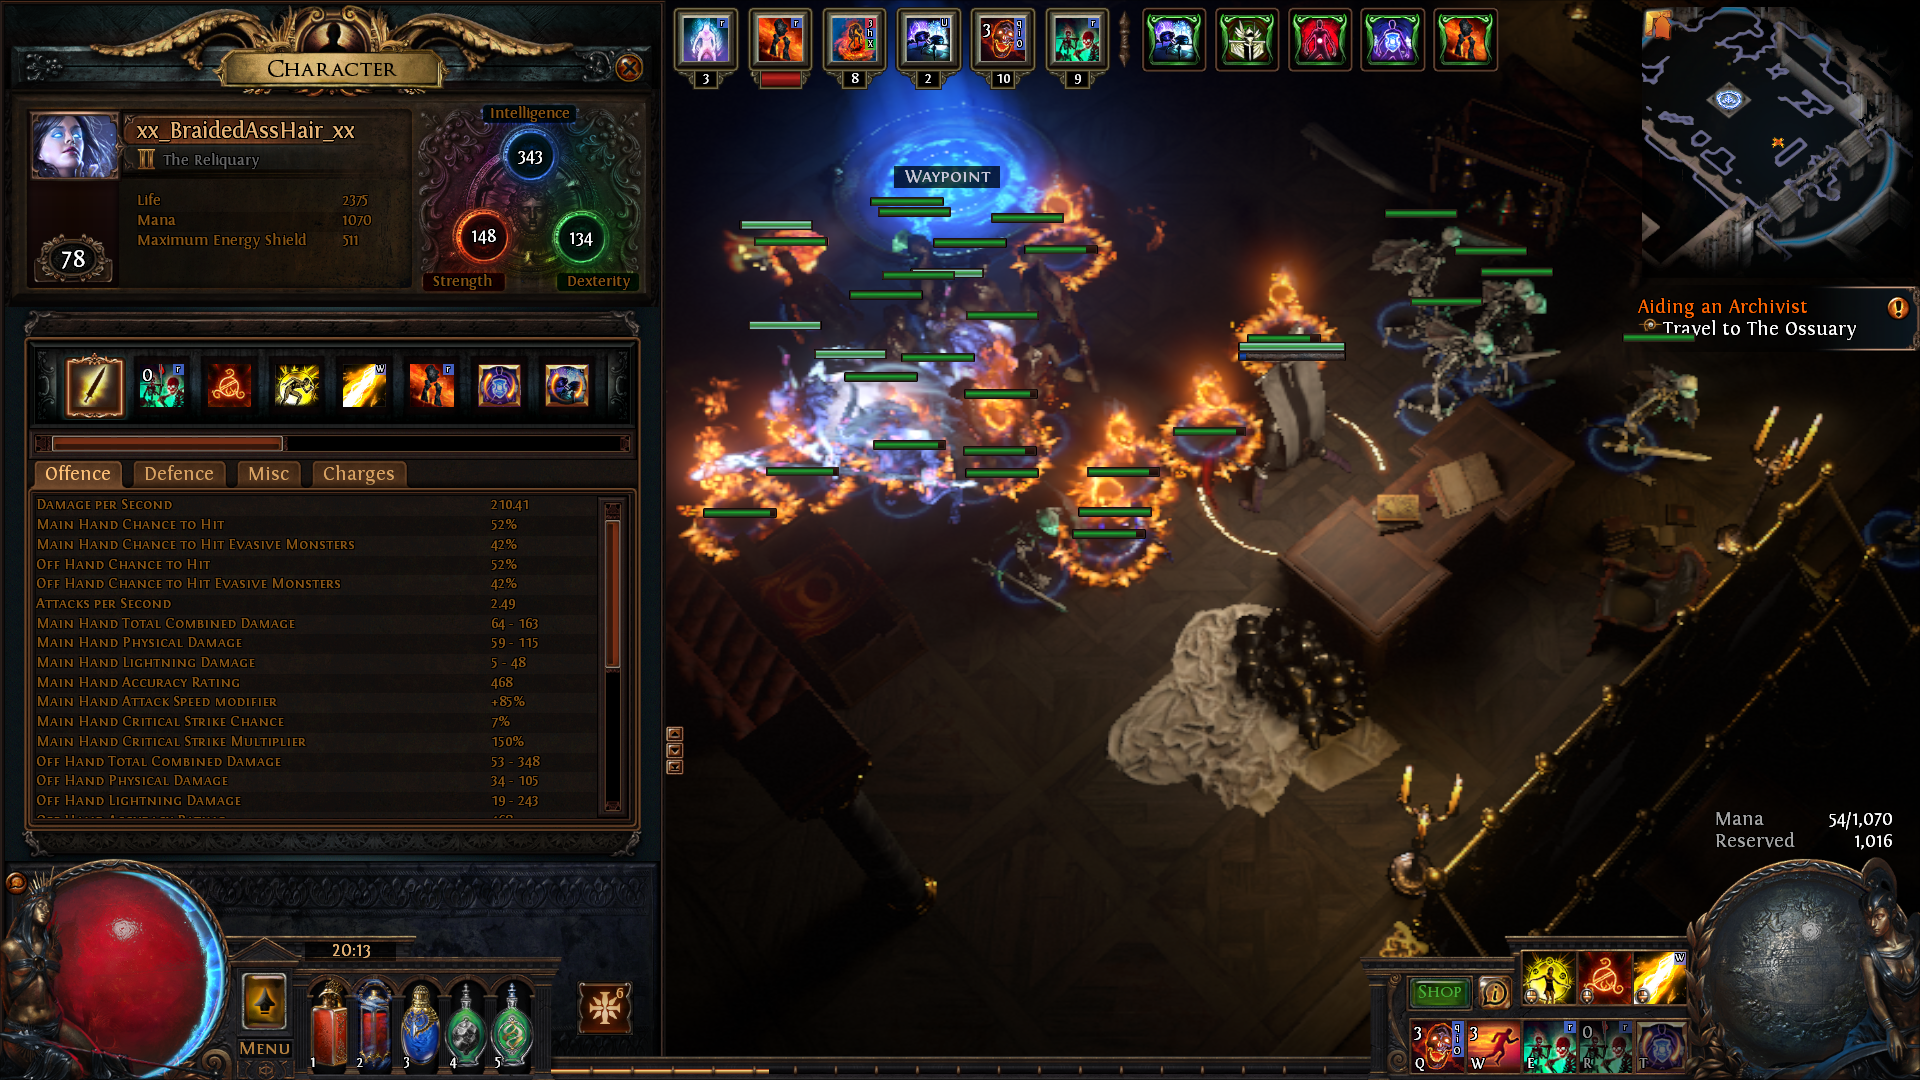 Character
xx_BraidedAssHair_xx
II The Reliquary
Life 2375
Mana 1070
Maximum Energy Shield 511
78
Intelligence
343
148
134
Strength
Dexterity
O r
W
r
Offence Defence Misc Charges
Damage per Second 210.41
Main Hand Chance to Hit 52%
Main Hand Chance to Hit Evasive Monsters 42%
Off Hand Chance to Hit 52%
Off Hand Chance to Hit Evasive Monsters 42%
Attacks per Second 2.49
Main Hand Total Combined Damage 64 - 163
Main Hand Physical Damage 59 - 115
Main Hand Lightning Damage 5 - 48
Main Hand Accuracy Rating 468
Main Hand Attack Speed modifier +85%
Main Hand Critical Strike Chance 7%
Main Hand Critical Strike Multiplier 150%
Off Hand Total Combined Damage 53 - 348
Off Hand Physical Damage 34 - 105
Off Hand Lightning Damage 19 - 243
20:13
Menu
1 2 3 4 5
6
r r 3 h x U 3 q i O r
3 8 2 10 9
Waypoint
Aiding an Archivist
Travel to The Ossuary
Mana 54/1,070
Reserved 1,016
Shop
W
3 q i O 3 r O r
Q W E R T